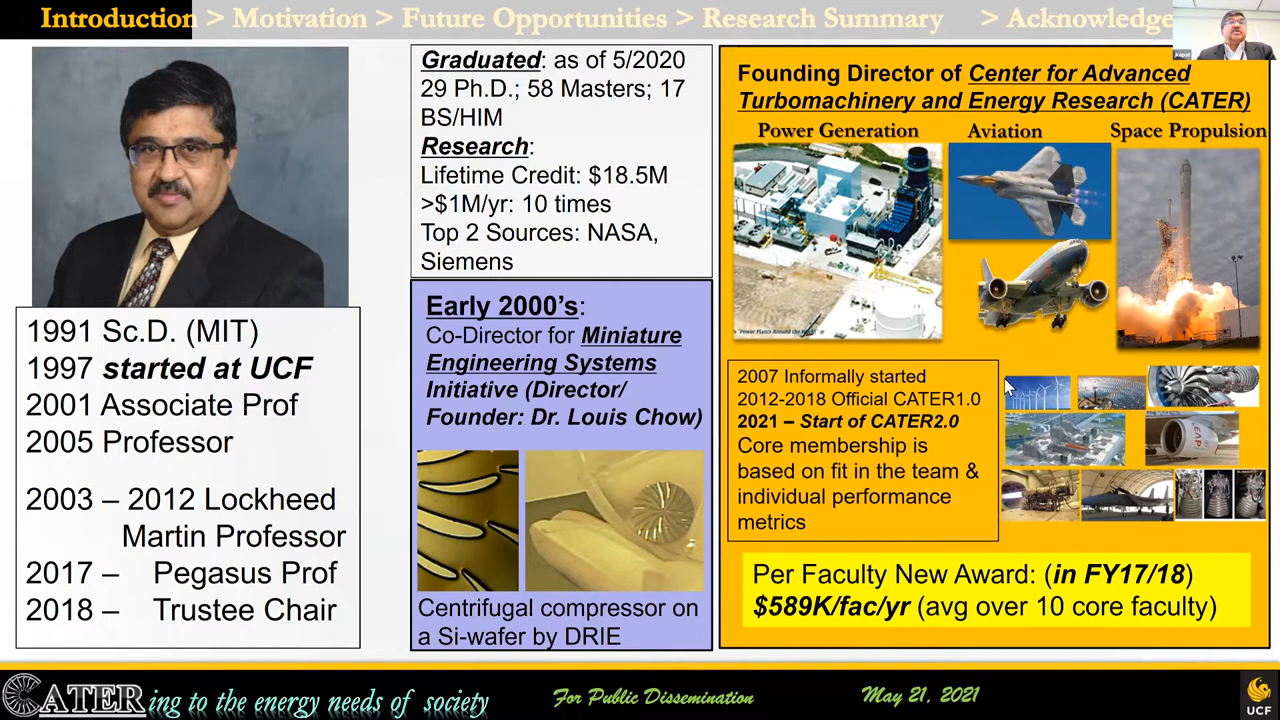 Introduction > Motivation > Future Opportunities > Research Summary > Acknowledge
jkapat
1991 Sc.D. (MIT)
1997 started at UCF
2001 Associate Prof
2005 Professor
2003 – 2012 Lockheed
Martin Professor
2017 – Pegasus Prof
2018 – Trustee Chair
Graduated: as of 5/2020
29 Ph.D.; 58 Masters; 17
BS/HIM
Research:
Lifetime Credit: $18.5M
>$1M/yr: 10 times
Top 2 Sources: NASA,
Siemens
Early 2000's:
Co-Director for Miniature
Engineering Systems
Initiative (Director/
Founder: Dr. Louis Chow)
Centrifugal compressor on
a Si-wafer by DRIE
Founding Director of Center for Advanced
Turbomachinery and Energy Research (CATER)
Power Generation Aviation Space Propulsion
"Power Plants Around the
2007 Informally started
2012-2018 Official CATER1.0
2021 – Start of CATER2.0
Core membership is
based on fit in the team &
individual performance
metrics
Per Faculty New Award: (in FY17/18)
$589K/fac/yr (avg over 10 core faculty)
CATERing to the energy needs of society
For Public Dissemination
May 21, 2021
UCF